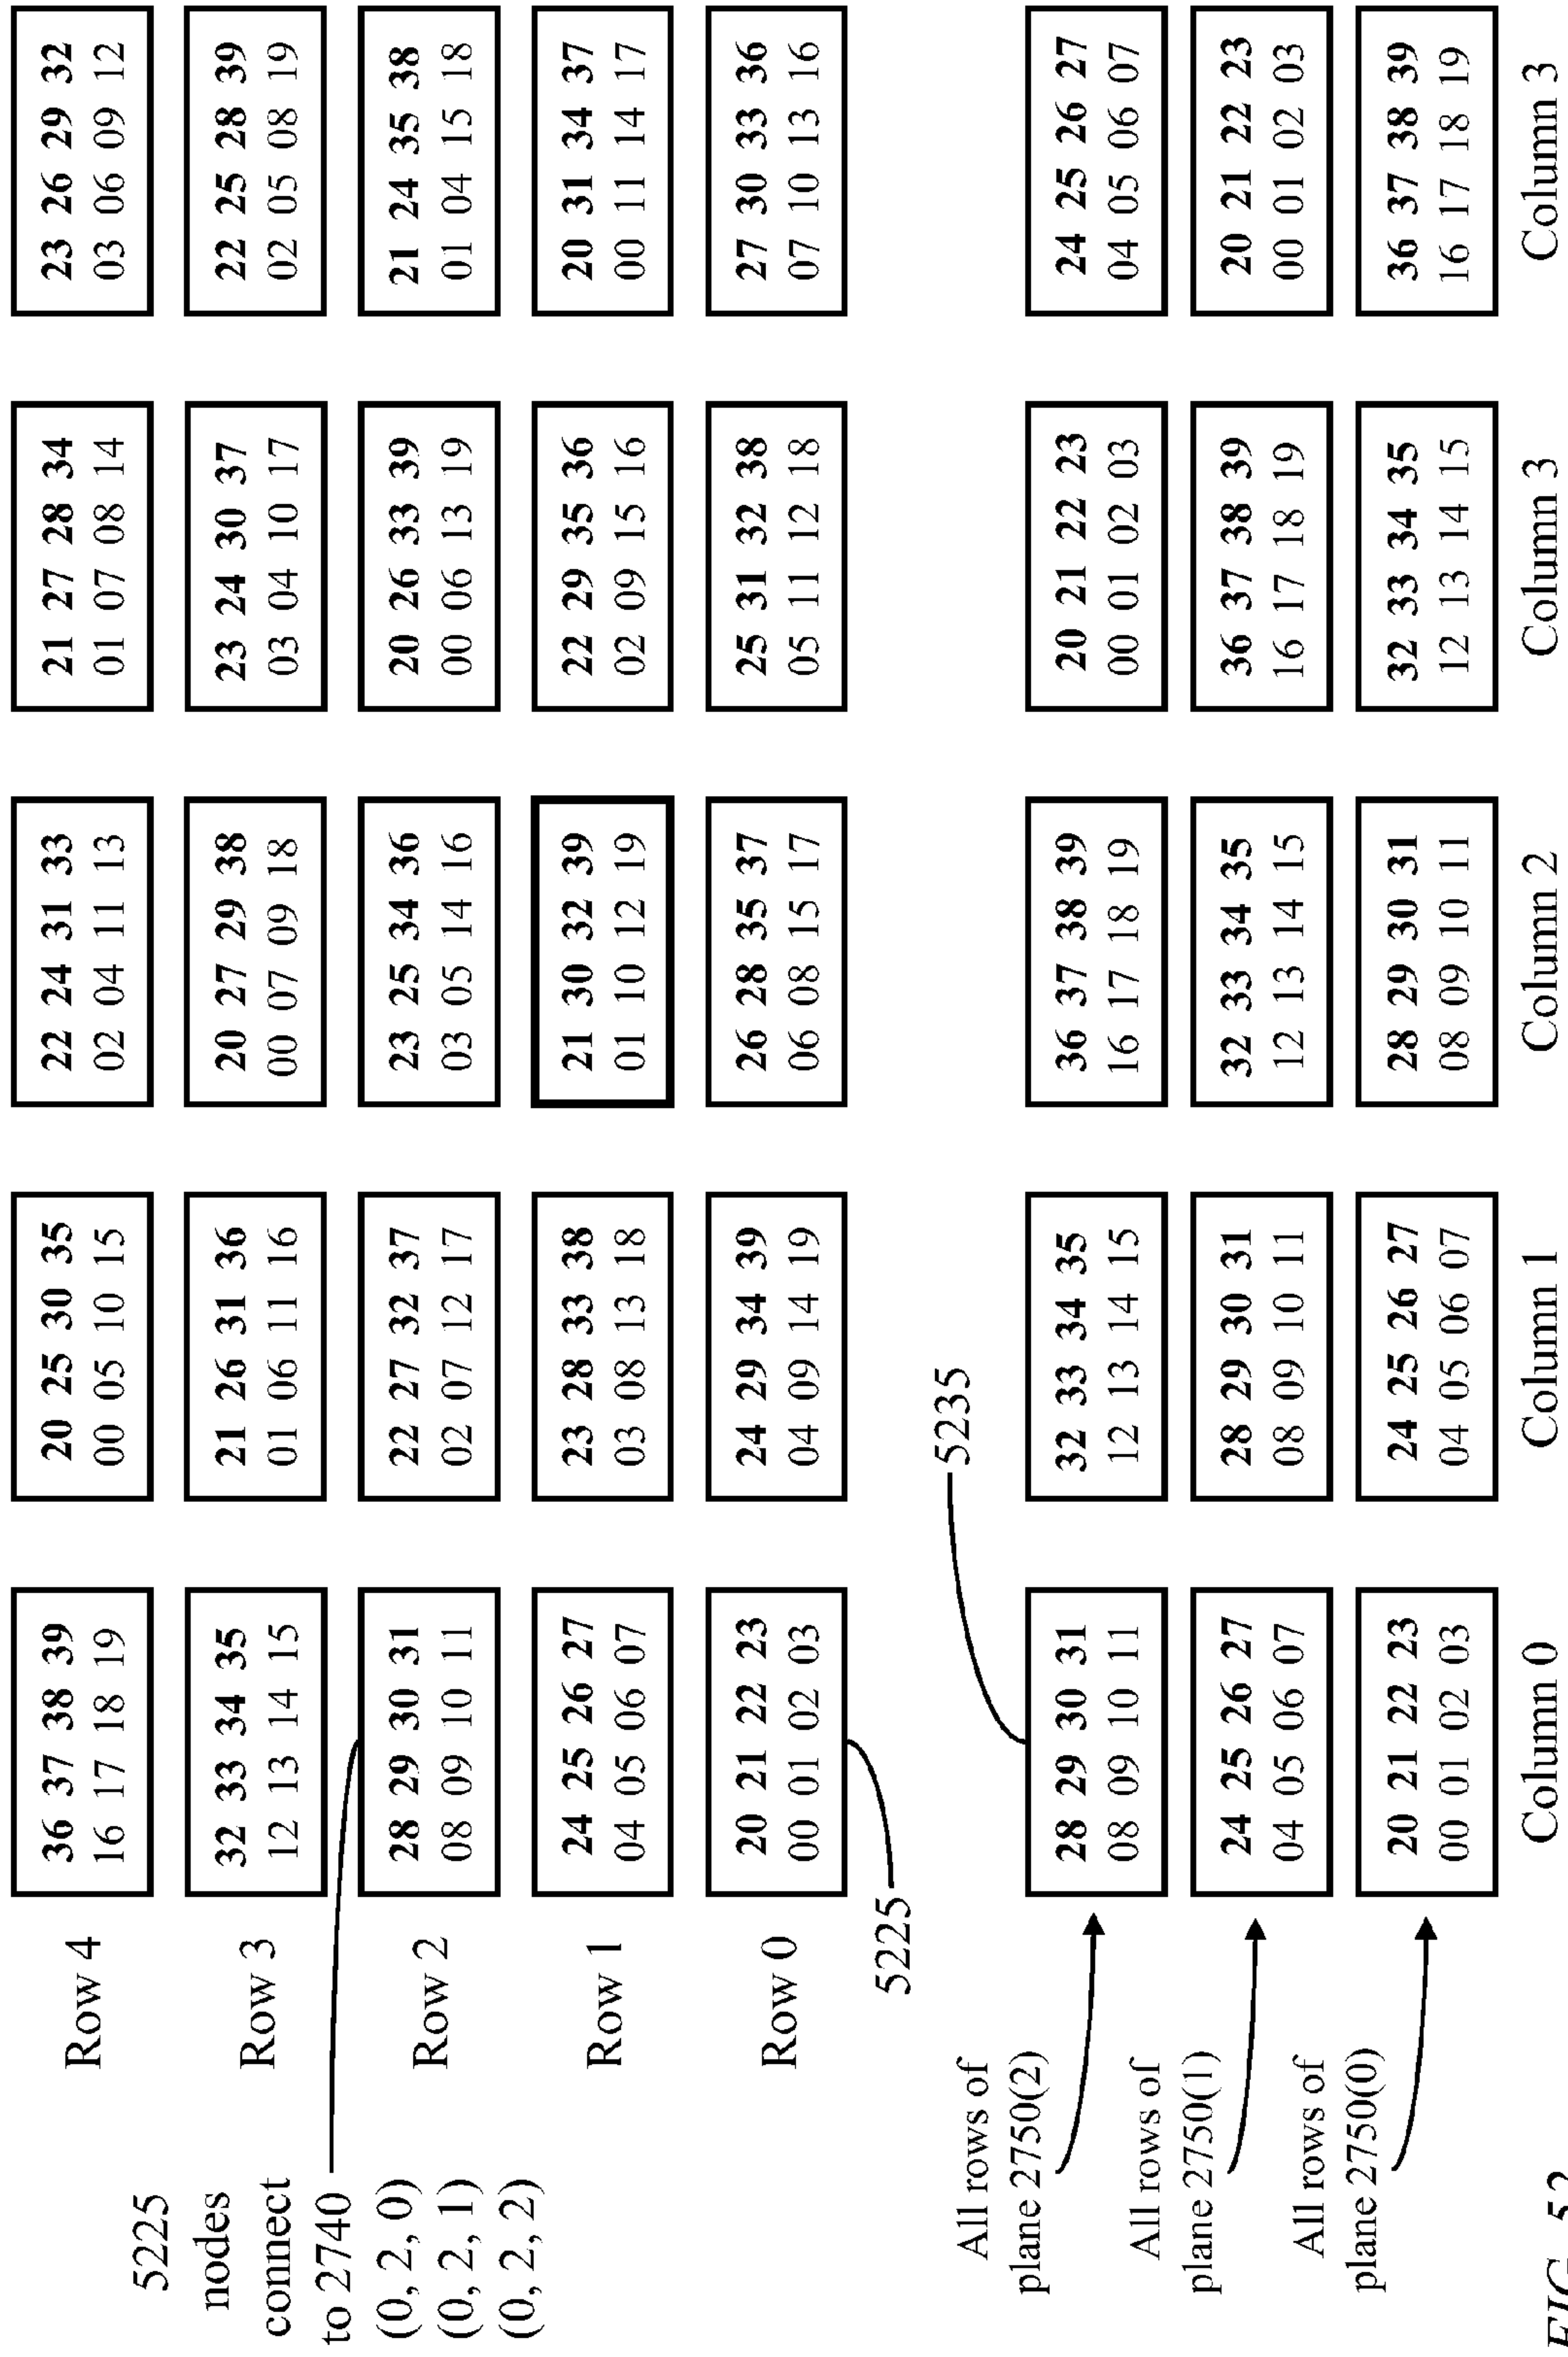 Row 4
36 37 38 39
16 17 18 19
20 25 30 35
00 05 10 15
22 24 31 33
02 04 11 13
21 27 28 34
01 07 08 14
23 26 29 32
03 06 09 12
Row 3
32 33 34 35
12 13 14 15
21 26 31 36
01 06 11 16
20 27 29 38
00 07 09 18
23 24 30 37
03 04 10 17
22 25 28 39
02 05 08 19
5225
nodes
connect
to 2740
(0, 2, 0)
(0, 2, 1)
(0, 2, 2)
Row 2
28 29 30 31
08 09 10 11
22 27 32 37
02 07 12 17
23 25 34 36
03 05 14 16
20 26 33 39
00 06 13 19
21 24 35 38
01 04 15 18
Row 1
24 25 26 27
04 05 06 07
23 28 33 38
03 08 13 18
21 30 32 39
01 10 12 19
22 29 35 36
02 09 15 16
20 31 34 37
00 11 14 17
Row 0
20 21 22 23
00 01 02 03
24 29 34 39
04 09 14 19
26 28 35 37
06 08 15 17
25 31 32 38
05 11 12 18
27 30 33 36
07 10 13 16
5225
5235
All rows of
plane 2750(2)
28 29 30 31
08 09 10 11
32 33 34 35
12 13 14 15
36 37 38 39
16 17 18 19
20 21 22 23
00 01 02 03
24 25 26 27
04 05 06 07
All rows of
plane 2750(1)
24 25 26 27
04 05 06 07
28 29 30 31
08 09 10 11
32 33 34 35
12 13 14 15
36 37 38 39
16 17 18 19
20 21 22 23
00 01 02 03
All rows of
plane 2750(0)
20 21 22 23
00 01 02 03
24 25 26 27
04 05 06 07
28 29 30 31
08 09 10 11
32 33 34 35
12 13 14 15
36 37 38 39
16 17 18 19
Column 0
Column 1
Column 2
Column 3
Column 3
FIG. 52